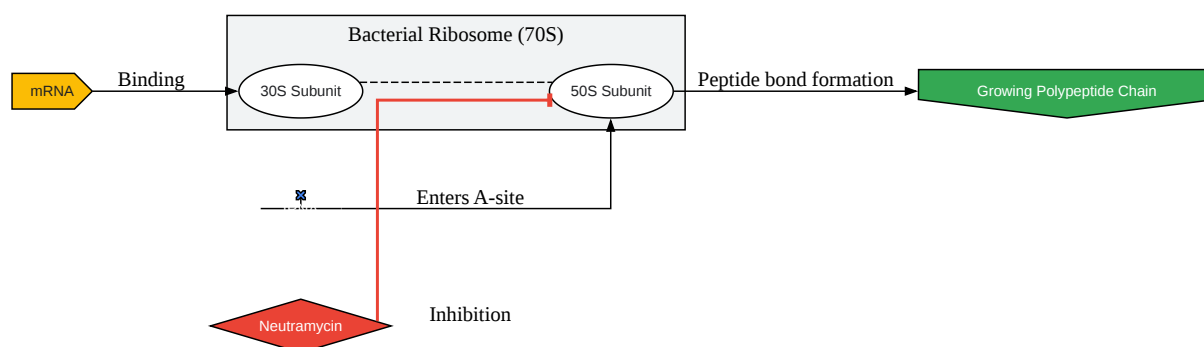 Bacterial Ribosome (70S)
mRNA
Binding
30S Subunit
50S Subunit
Peptide bond formation
Growing Polypeptide Chain
Enters A-site
Neutramycin
Inhibition